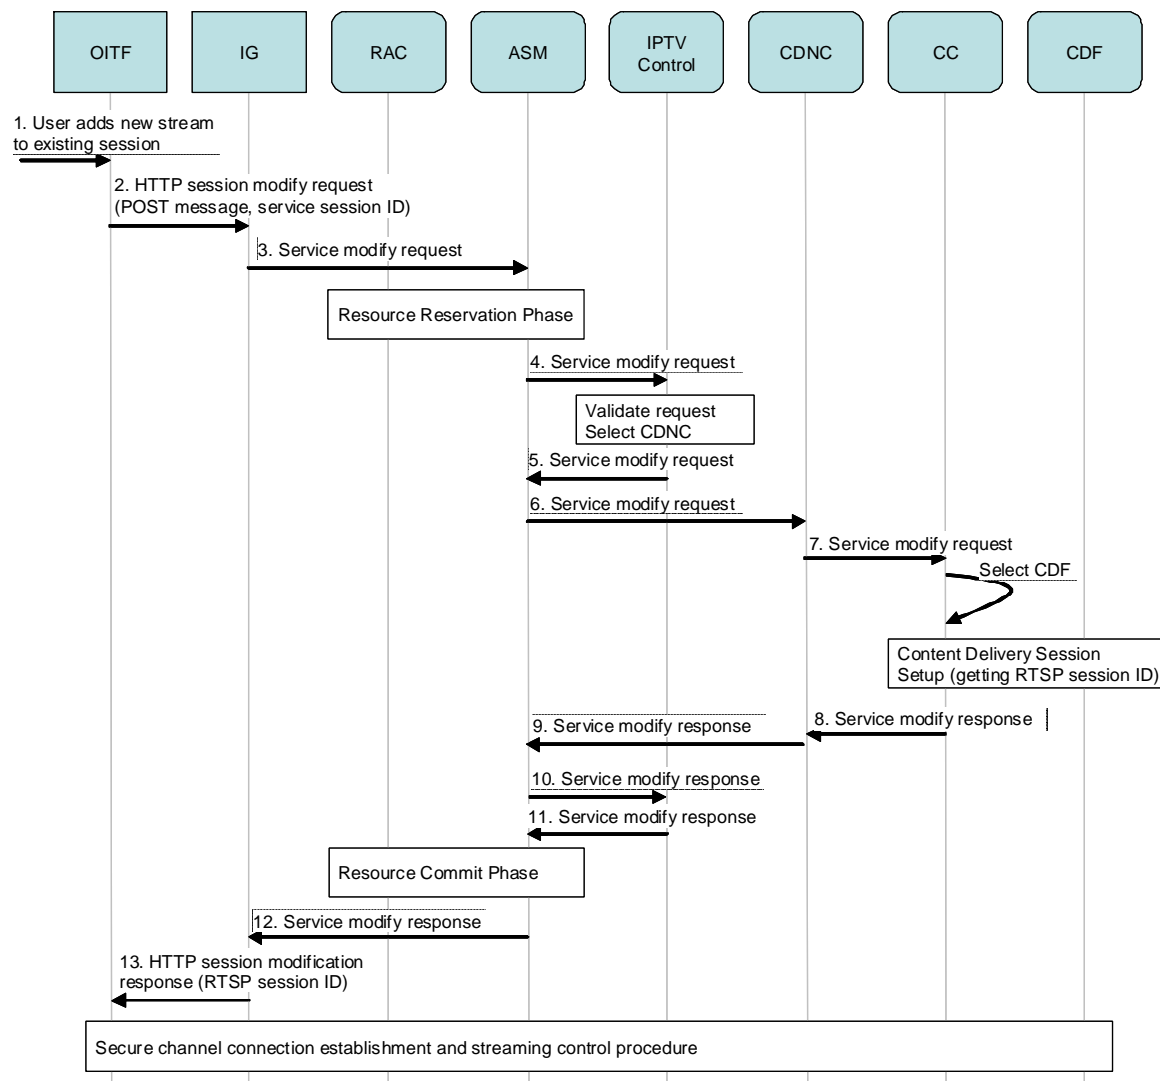 OITF
IG
RAC
ASM
IPTV
Control
CDNC
CC
CDF
1. User adds new stream
to existing session
2. HTTP session modify request
(POST message, service session ID)
3. Service modify request
Resource Reservation Phase
4. Service modify request
Validate request
Select CDNC
5. Service modify request
6. Service modify request
7. Service modify request
Select CDF
Content Delivery Session
Setup (getting RTSP session ID)
8. Service modify response
9. Service modify response
10. Service modify response
11. Service modify response
Resource Commit Phase
12. Service modify response
13. HTTP session modification
response (RTSP session ID)
Secure channel connection establishment and streaming control procedure